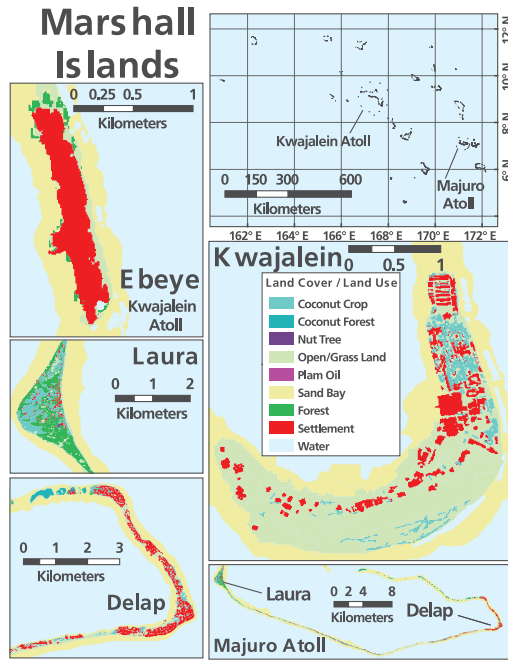 Marshall
Islands
0 0.25 0.5 1
Kilometers
Ebeye
Kwajalein
Atoll
Laura
0 1 2
Kilometers
0 1 2 3
Kilometers
Delap
12° N
10° N
8° N
6° N
Kwajalein Atoll
Majuro
Atoll
0 150 300 600
Kilometers
162° E 164° E 166° E 168° E 170° E 172° E
Kwajalein
0 0.5 1
Land Cover / Land Use
Coconut Crop
Coconut Forest
Nut Tree
Open/Grass Land
Plam Oil
Sand Bay
Forest
Settlement
Water
Laura
0 2 4 8
Kilometers
Delap
Majuro Atoll